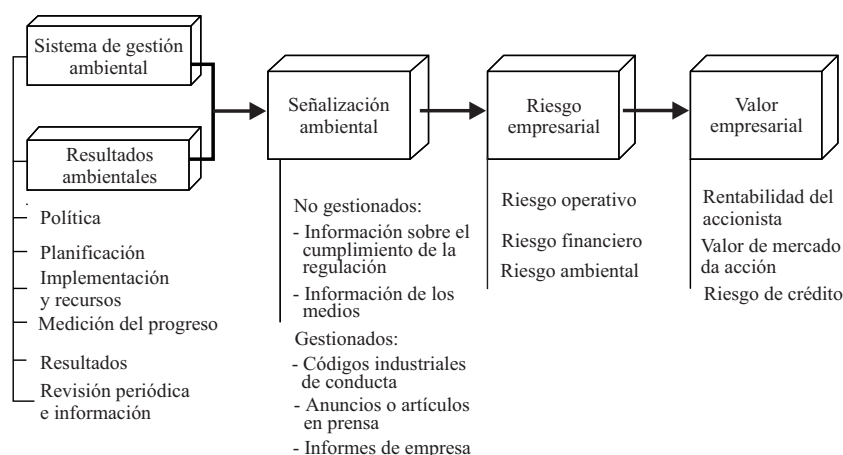 Sistema de gestión
ambiental
Resultados
ambientales
Política
Planificación
Implementación
y recursos
Medición del progreso
Resultados
Revisión periódica
e información
Señalización
ambiental
No gestionados:
- Información sobre el
cumplimiento de la
regulación
- Información de los
medios
Gestionados:
- Códigos industriales
de conducta
- Anuncios o artículos
en prensa
- Informes de empresa
Riesgo
empresarial
Riesgo operativo
Riesgo financiero
Riesgo ambiental
Valor
empresarial
Rentabilidad del
accionista
Valor de mercado
da acción
Riesgo de crédito